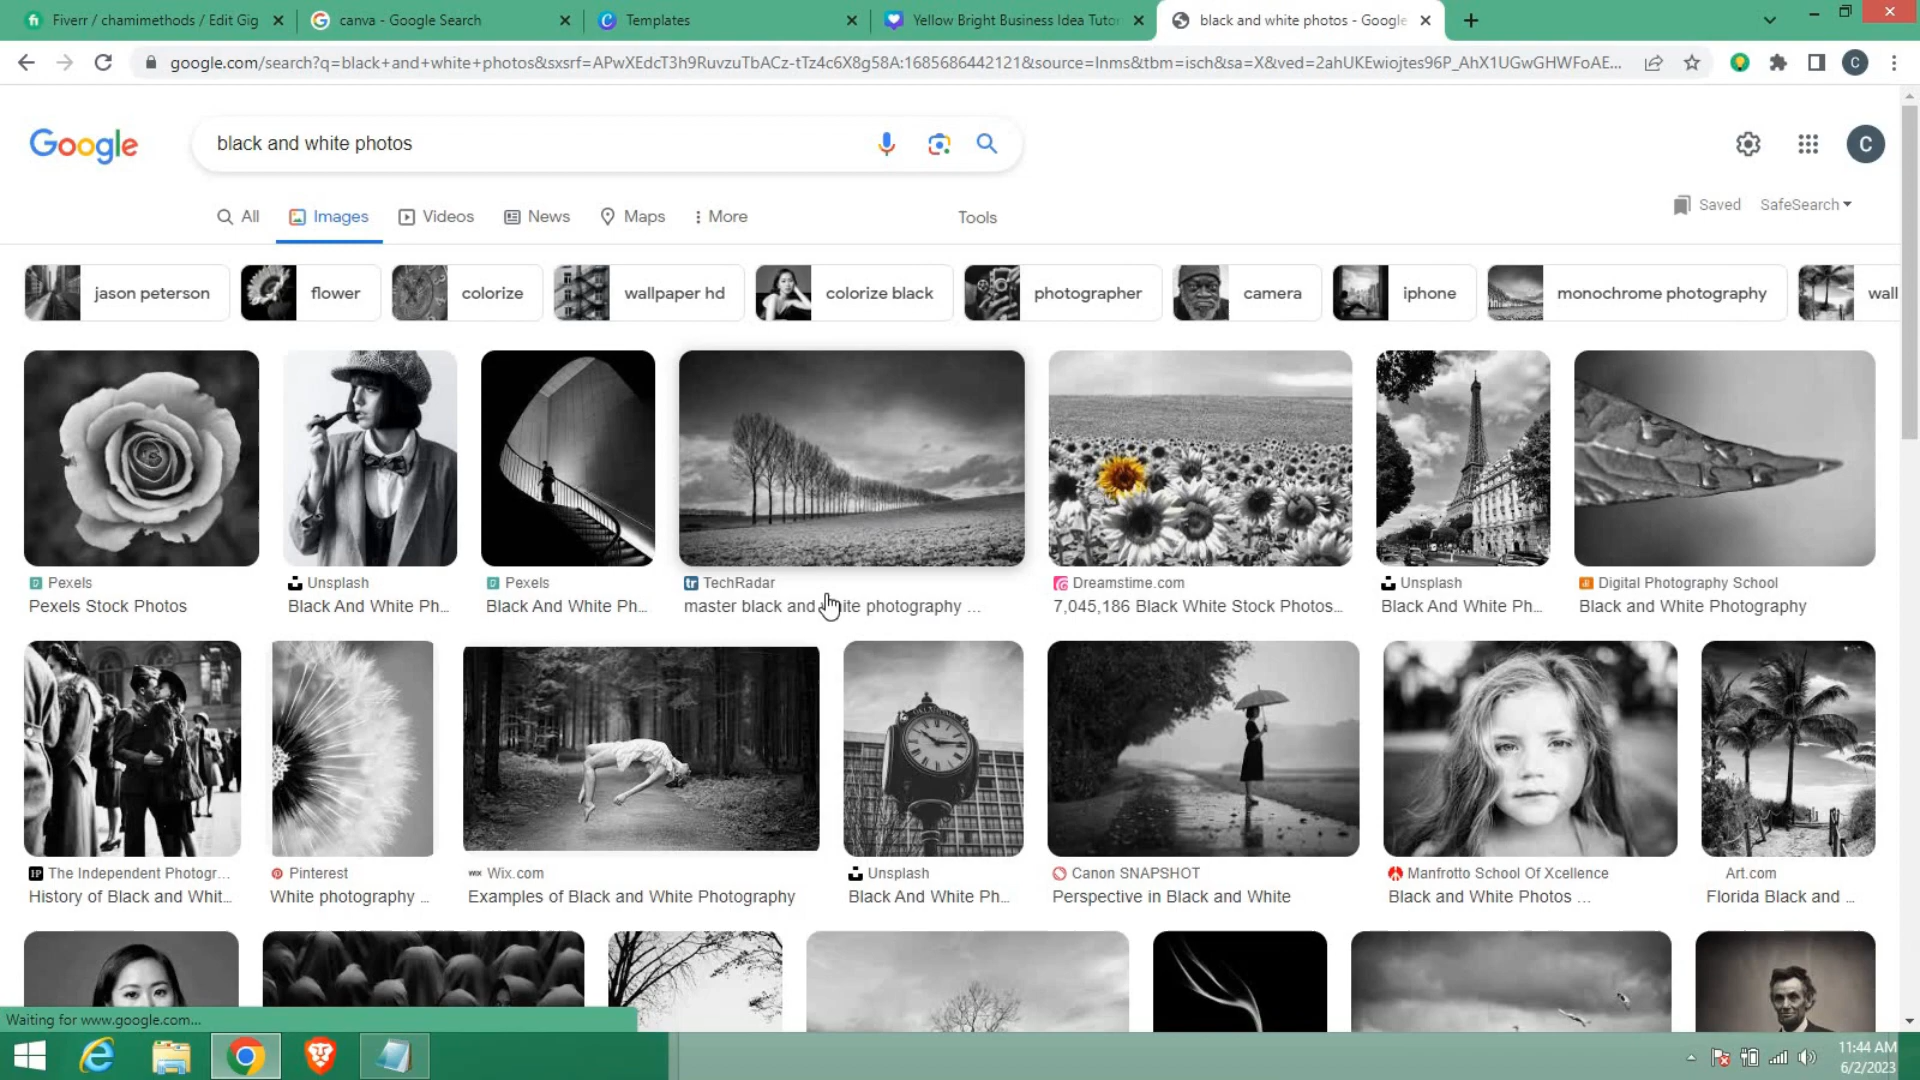 Fiverr / chamimethods / Edit Gig
canva - Google Search
Templates
Yellow Bright Business Idea Tutor
black and white photos - Google
google.com/search?q=black+and+white+photos&sxsrf=APwXEdcT3h9RuvzuTbACz-tTz4c6X8g58A:1685686442121&source=lnms&tbm=isch&sa=X&ved=2ahUKEwiojtes96P_AhX1UGwGHWFoAE...
C
Google
black and white photos
C
All
Images
Videos
News
Maps
More
Tools
Saved
SafeSearch
jason peterson
flower
colorize
wallpaper hd
colorize black
photographer
camera
iphone
monochrome photography
wall
Pexels
Pexels Stock Photos
Unsplash
Black And White Ph...
Pexels
Black And White Ph...
tr TechRadar
master black and white photography ...
Dreamstime.com
7,045,186 Black White Stock Photos...
Unsplash
Black And White Ph...
Digital Photography School
Black and White Photography
The Independent Photogr...
History of Black and Whit...
Pinterest
White photography ...
Wix.com
Examples of Black and White Photography
Unsplash
Black And White Ph...
Canon SNAPSHOT
Perspective in Black and White
Manfrotto School Of Xcellence
Black and White Photos ...
Art.com
Florida Black and ...
Waiting for www.google.com...
11:44 AM
6/2/2023